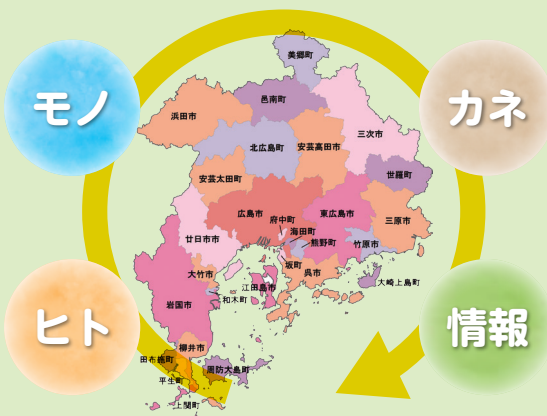 美郷町
モノ
カネ
浜田市
邑南町
三次市
北広島町
安芸高田市
安芸太田町
世羅町
広島市
府中町
東広島市
三原市
海田町
廿日市市
熊野町
竹原市
坂町
呉市
大竹市
江田島市
大崎上島町
和木町
岩国市
ヒト
情報
柳井市
田布施町
周防大島町
平生町
上関町